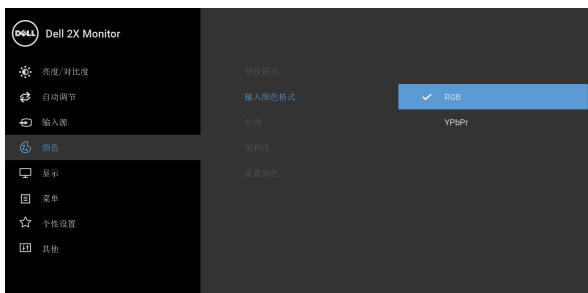 DELL Dell 2X Monitor
亮度/对比度
自动调节
输入源
颜色
显示
菜单
个性设置
其他
预设模式
输入颜色格式
色调
饱和度
重置颜色
RGB
YPbPr